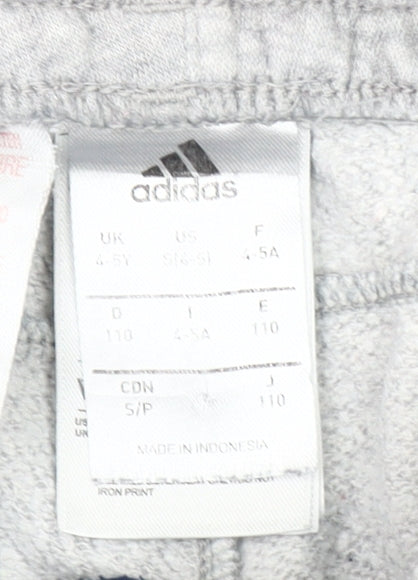 adidas
UK US F
4-5Y S(4-5) 4-5A
D I E
110 4-5A 110
CDN J
S/P 110
MADE IN INDONESIA
IRON PRINT